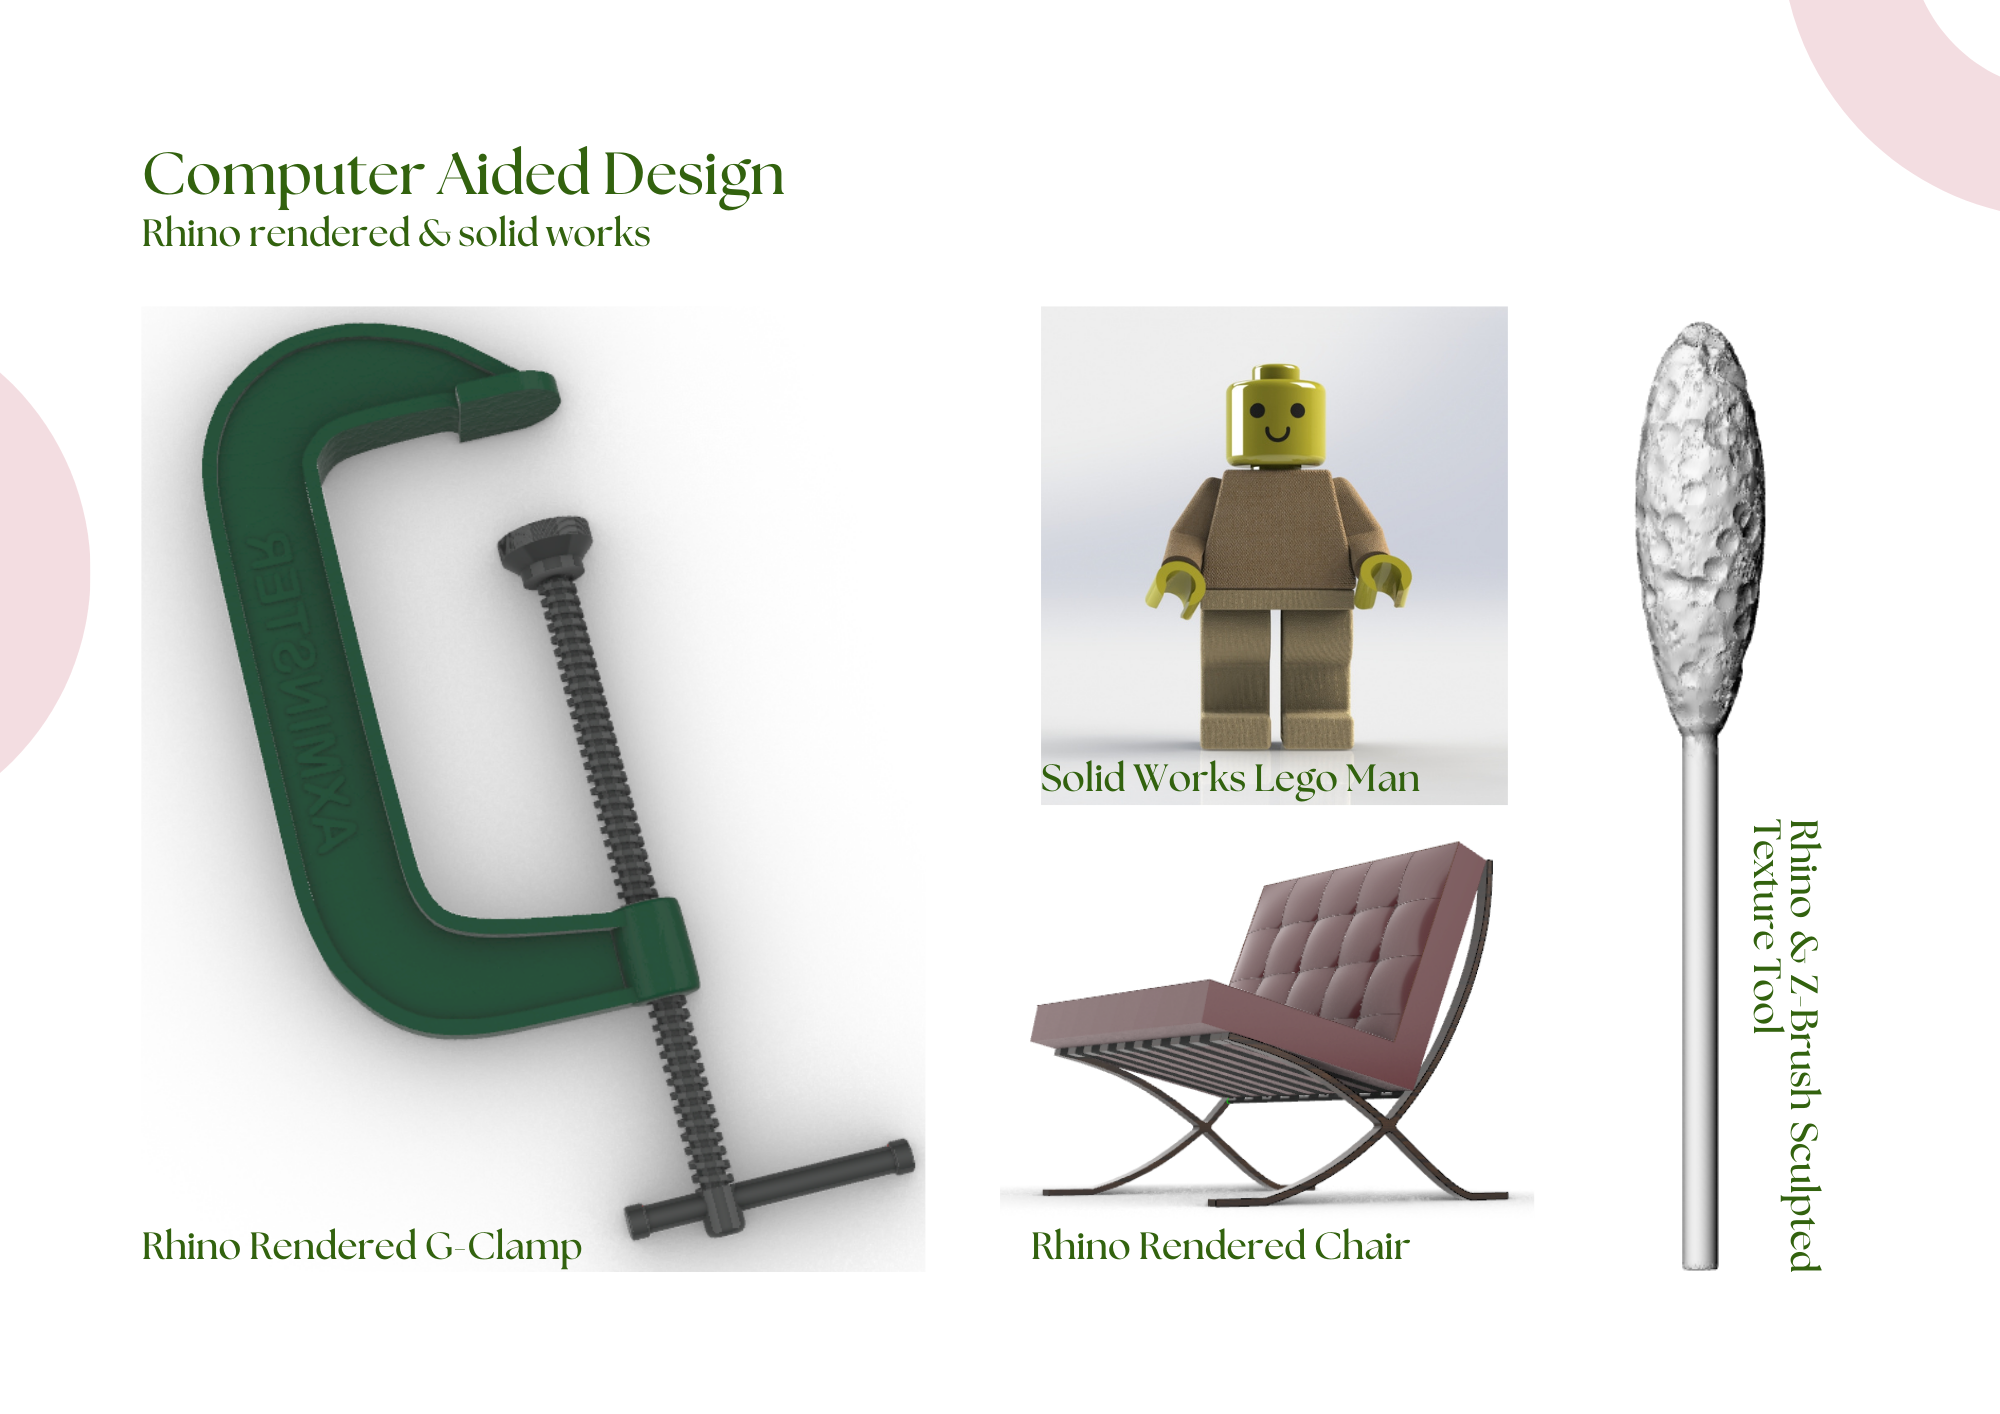 Computer Aided Design
Rhino rendered & solid works
AXMINSTER
Solid Works Lego Man
Rhino & Z-Brush Sculpted
Texture Tool
Rhino Rendered G-Clamp
Rhino Rendered Chair